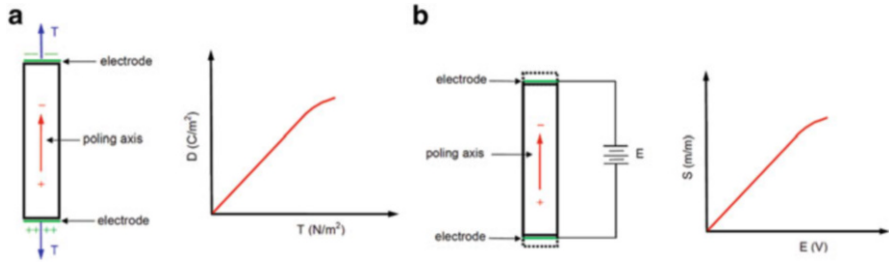 a
T
electrode
−
poling axis
+
electrode
++ ++
T
D (C/m²)
T (N/m²)
b
electrode
−
poling axis
+
electrode
E
S (m/m)
E (V)